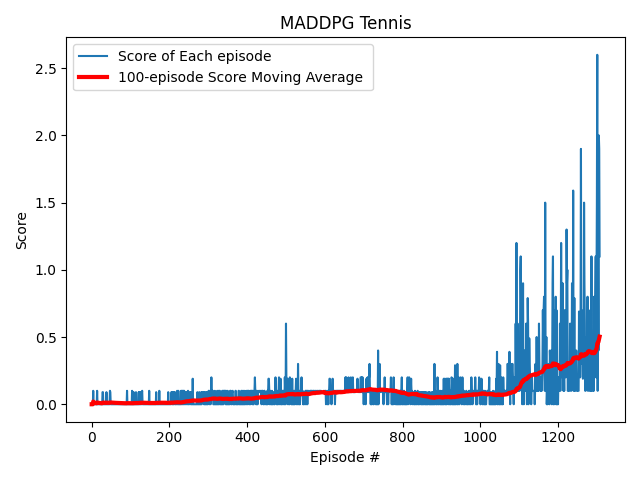 MADDPG Tennis
Score of Each episode
100-episode Score Moving Average
Score
2.5
2.0
1.5
1.0
0.5
0.0
0 200 400 600 800 1000 1200
Episode #